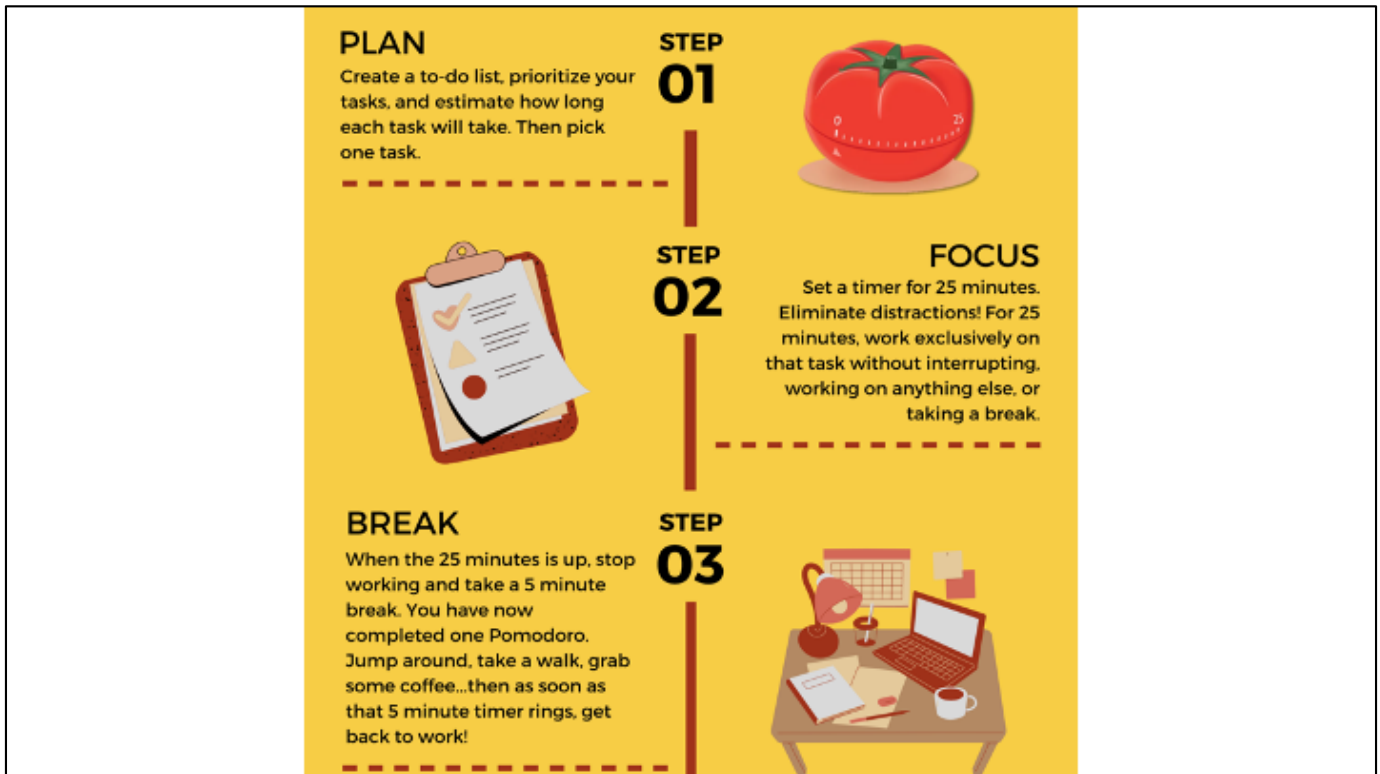 PLAN
Create a to-do list, prioritize your
tasks, and estimate how long
each task will take. Then pick
one task.
STEP
01
0
25
STEP
02
FOCUS
Set a timer for 25 minutes.
Eliminate distractions! For 25
minutes, work exclusively on
that task without interrupting,
working on anything else, or
taking a break.
BREAK
When the 25 minutes is up, stop
working and take a 5 minute
break. You have now
completed one Pomodoro.
Jump around, take a walk, grab
some coffee...then as soon as
that 5 minute timer rings, get
back to work!
STEP
03